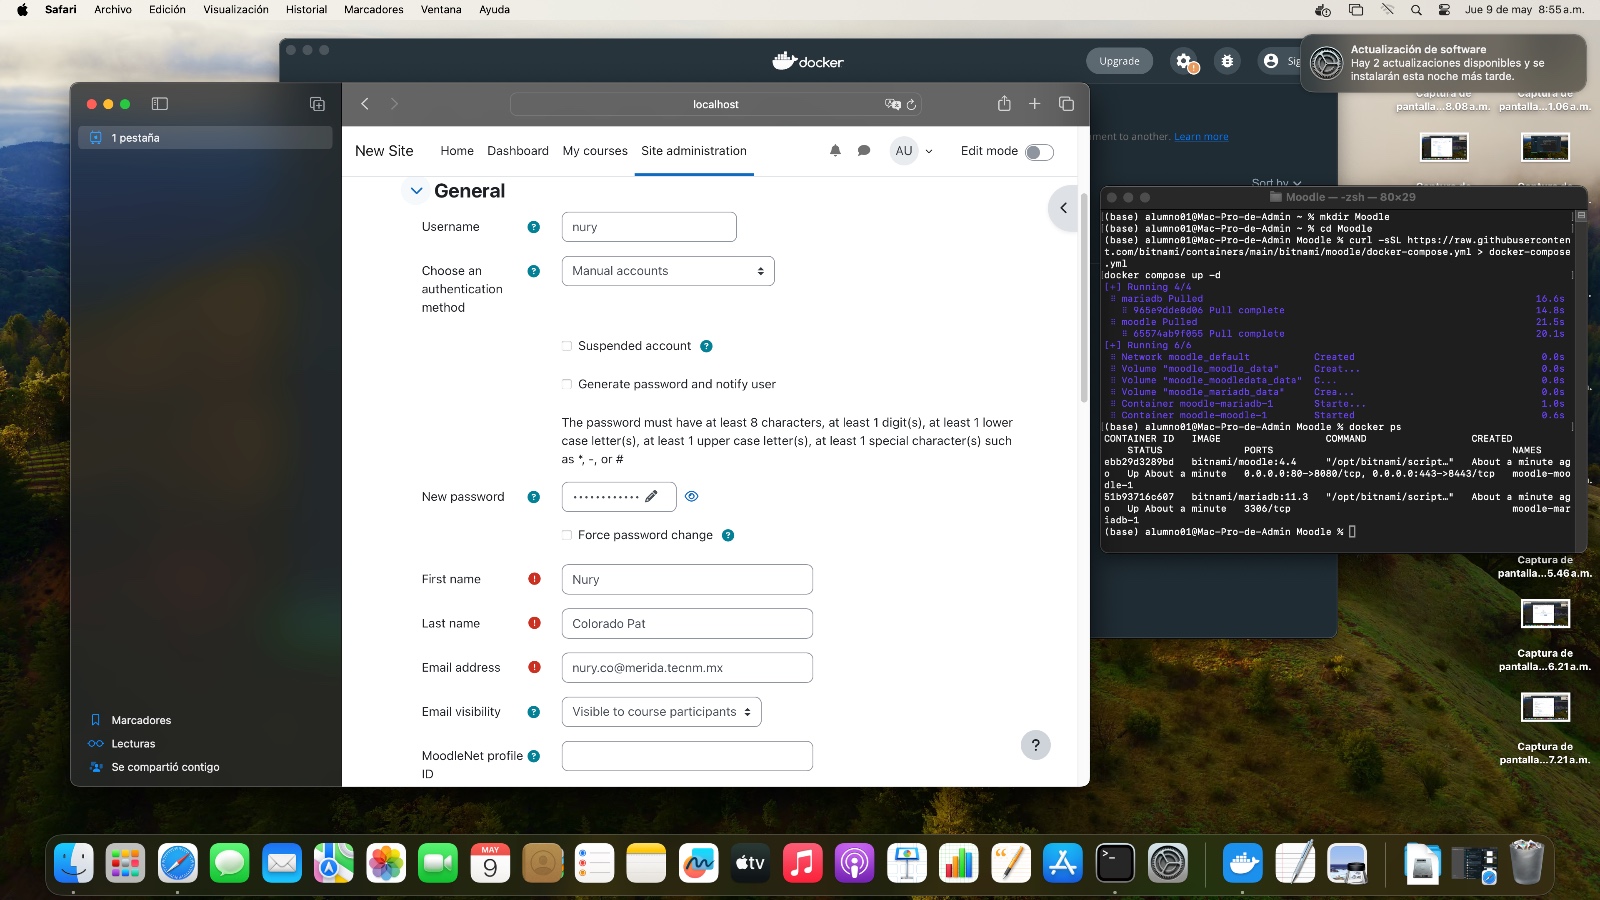 Safari Archivo Edición Visualización Historial Marcadores Ventana Ayuda
Jue 9 de may 8:55 a.m.
docker
Upgrade
Actualización de software
Hay 2 actualizaciones disponibles y se
instalarán esta noche más tarde.
pantalla...8.08 a.m. pantalla...1.06 a.m.
1 pestaña
localhost
ment to another. Learn more
Sort by
New Site Home Dashboard My courses Site administration AU Edit mode
General
Username
nury
Choose an
authentication
method
Manual accounts
Suspended account
Generate password and notify user
The password must have at least 8 characters, at least 1 digit(s), at least 1 lower
case letter(s), at least 1 upper case letter(s), at least 1 special character(s) such
as *, -, or #
New password
Force password change
First name
Nury
Last name
Colorado Pat
Email address
nury.co@merida.tecnm.mx
Email visibility
Visible to course participants
MoodleNet profile
ID
?
Marcadores
Lecturas
Se compartió contigo
Moodle — -zsh — 80×29
(base) alumno01@Mac-Pro-de-Admin ~ % mkdir Moodle
(base) alumno01@Mac-Pro-de-Admin ~ % cd Moodle
(base) alumno01@Mac-Pro-de-Admin Moodle % curl -sSL https://raw.githubuserconten
t.com/bitnami/containers/main/bitnami/moodle/docker-compose.yml > docker-compose
.yml
docker compose up -d
[+] Running 4/4
mariadb Pulled 16.6s
965e9dde0d06 Pull complete 14.8s
moodle Pulled 21.5s
65574ab9f055 Pull complete 20.1s
[+] Running 6/6
Network moodle_default Created 0.0s
Volume "moodle_moodle_data" Creat... 0.0s
Volume "moodle_moodledata_data" C... 0.0s
Volume "moodle_mariadb_data" Crea... 0.0s
Container moodle-mariadb-1 Starte... 1.0s
Container moodle-moodle-1 Started 0.6s
(base) alumno01@Mac-Pro-de-Admin Moodle % docker ps
CONTAINER ID IMAGE COMMAND CREATED
STATUS PORTS NAMES
ebb29d3289bd bitnami/moodle:4.4 "/opt/bitnami/script…" About a minute ag
o Up About a minute 0.0.0.0:80->8080/tcp, 0.0.0.0:443->8443/tcp moodle-moo
dle-1
51b93716c607 bitnami/mariadb:11.3 "/opt/bitnami/script…" About a minute ag
o Up About a minute 3306/tcp moodle-mar
iadb-1
(base) alumno01@Mac-Pro-de-Admin Moodle %
Captura de
pantalla...5.46 a.m.
Captura de
pantalla...6.21 a.m.
Captura de
pantalla...7.21 a.m.
MAY
9
tv